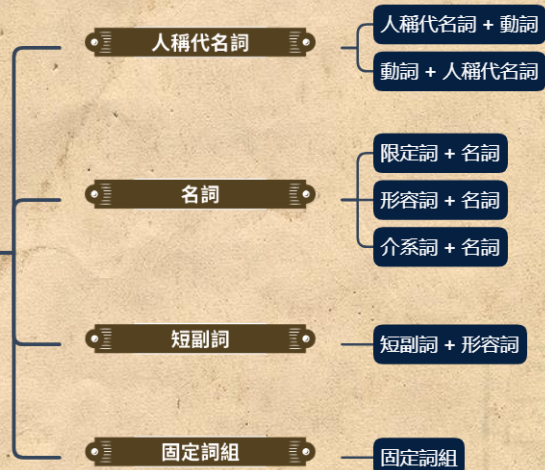 人稱代名詞
人稱代名詞 + 動詞
動詞 + 人稱代名詞
名詞
限定詞 + 名詞
形容詞 + 名詞
介系詞 + 名詞
短副詞
短副詞 + 形容詞
固定詞組
固定詞組